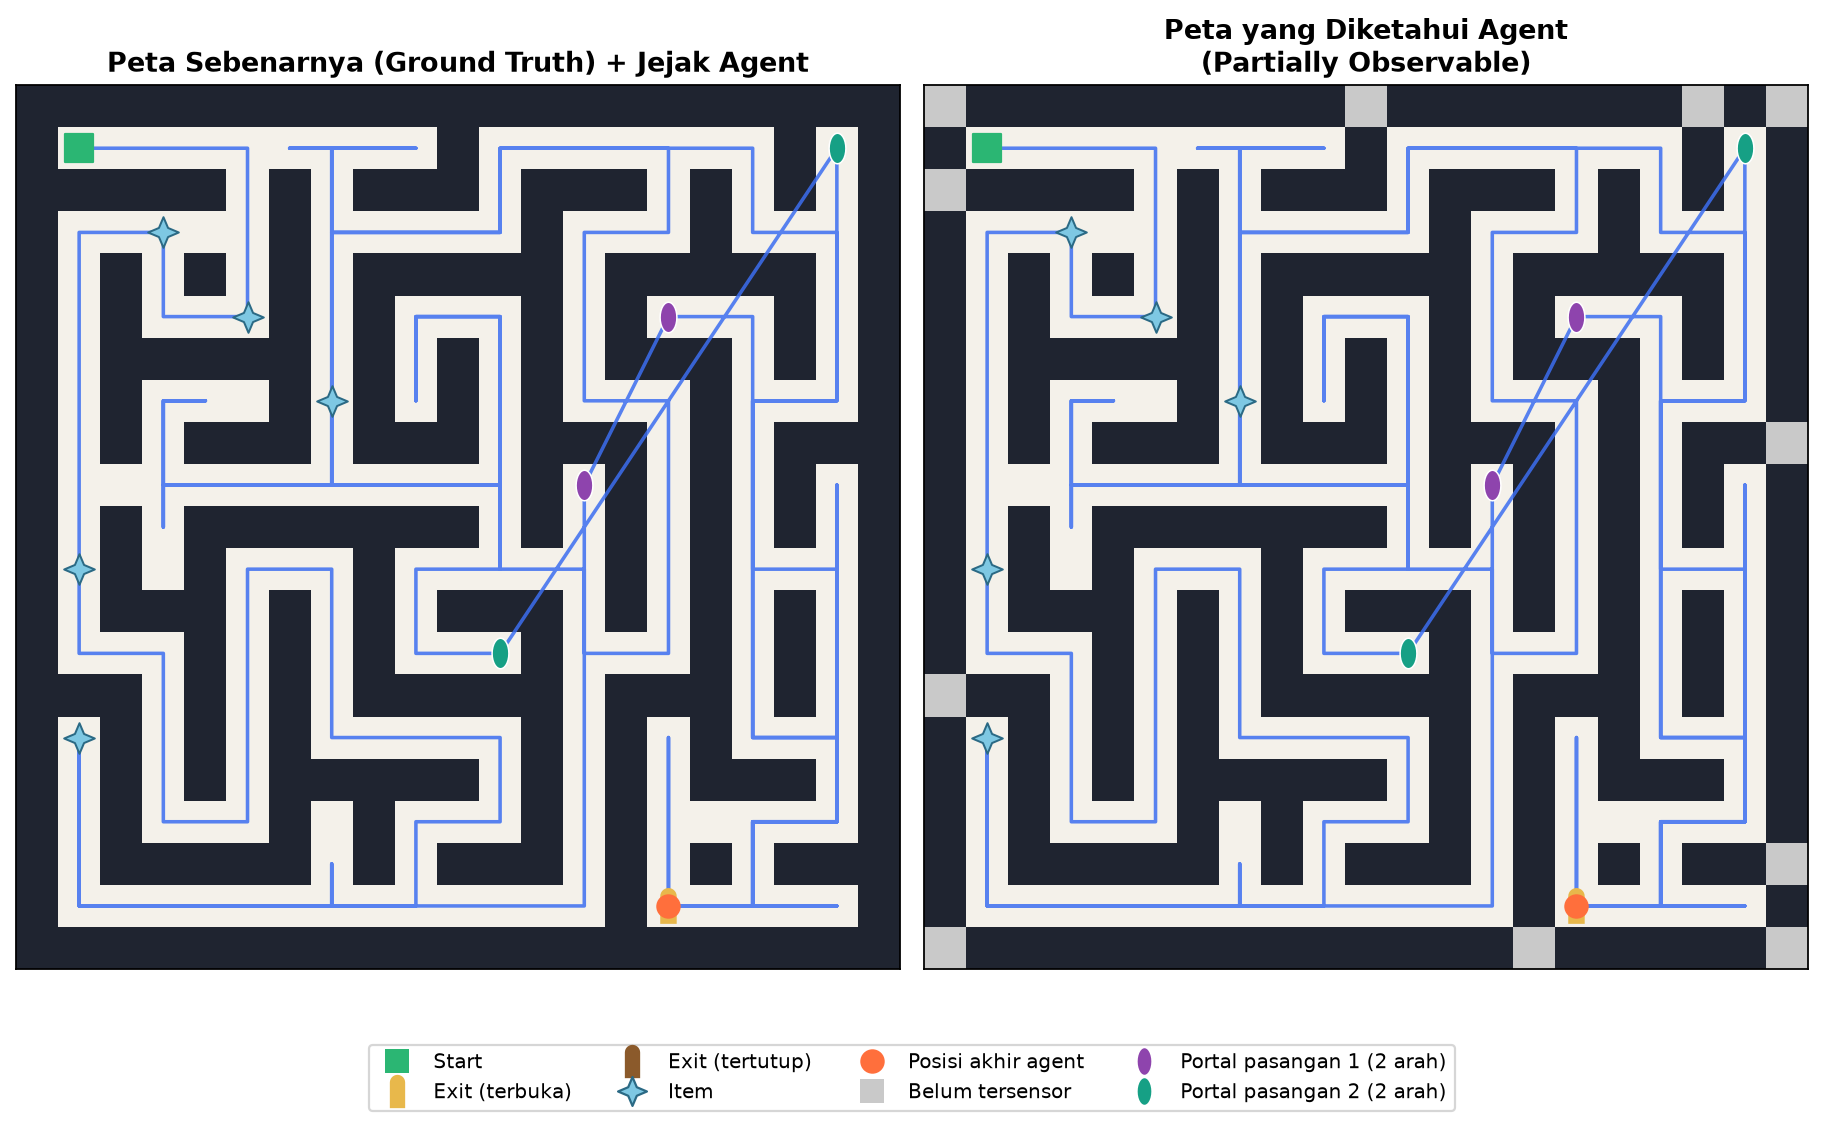 Peta Sebenarnya (Ground Truth) + Jejak Agent
Peta yang Diketahui Agent
(Partially Observable)
Start
Exit (terbuka)
Exit (tertutup)
Item
Posisi akhir agent
Belum tersensor
Portal pasangan 1 (2 arah)
Portal pasangan 2 (2 arah)